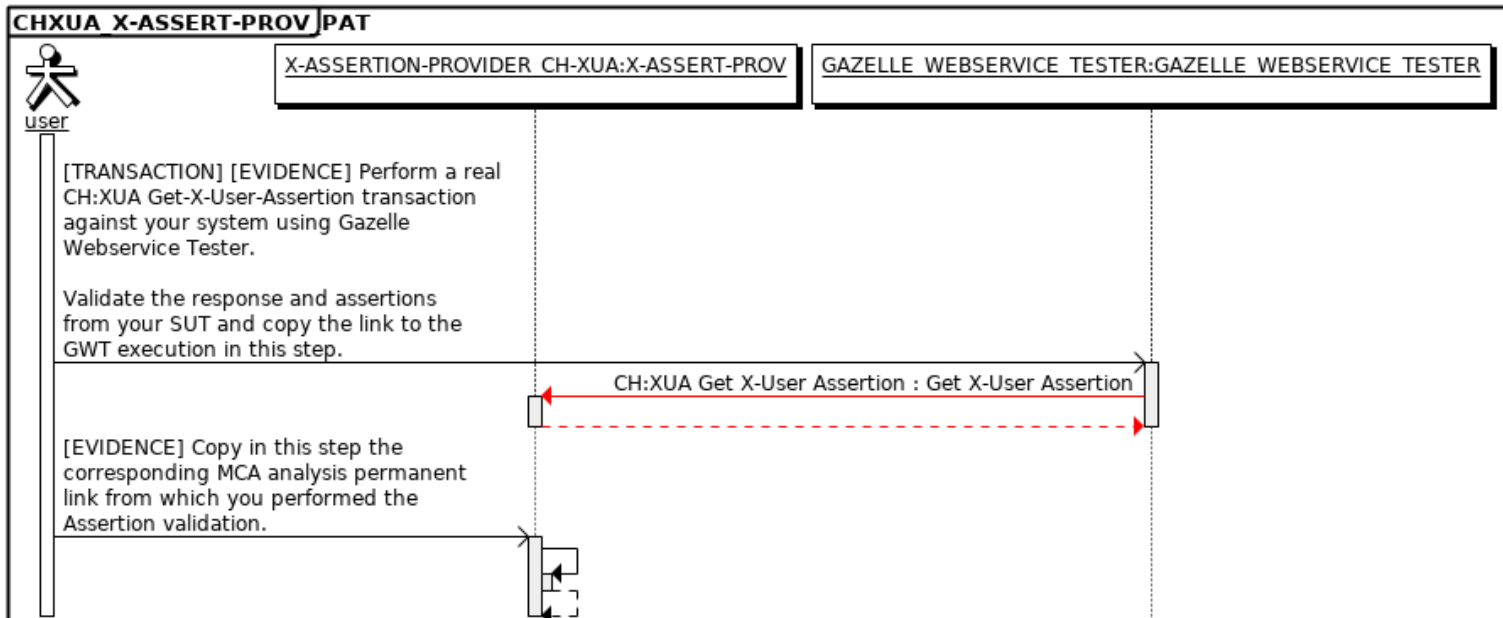 CHXUA_X-ASSERT-PROV_PAT
user
X-ASSERTION-PROVIDER_CH-XUA:X-ASSERT-PROV
GAZELLE_WEBSERVICE_TESTER:GAZELLE_WEBSERVICE_TESTER
[TRANSACTION] [EVIDENCE] Perform a real
CH:XUA Get-X-User-Assertion transaction
against your system using Gazelle
Webservice Tester.
Validate the response and assertions
from your SUT and copy the link to the
GWT execution in this step.
CH:XUA Get X-User Assertion : Get X-User Assertion
[EVIDENCE] Copy in this step the
corresponding MCA analysis permanent
link from which you performed the
Assertion validation.